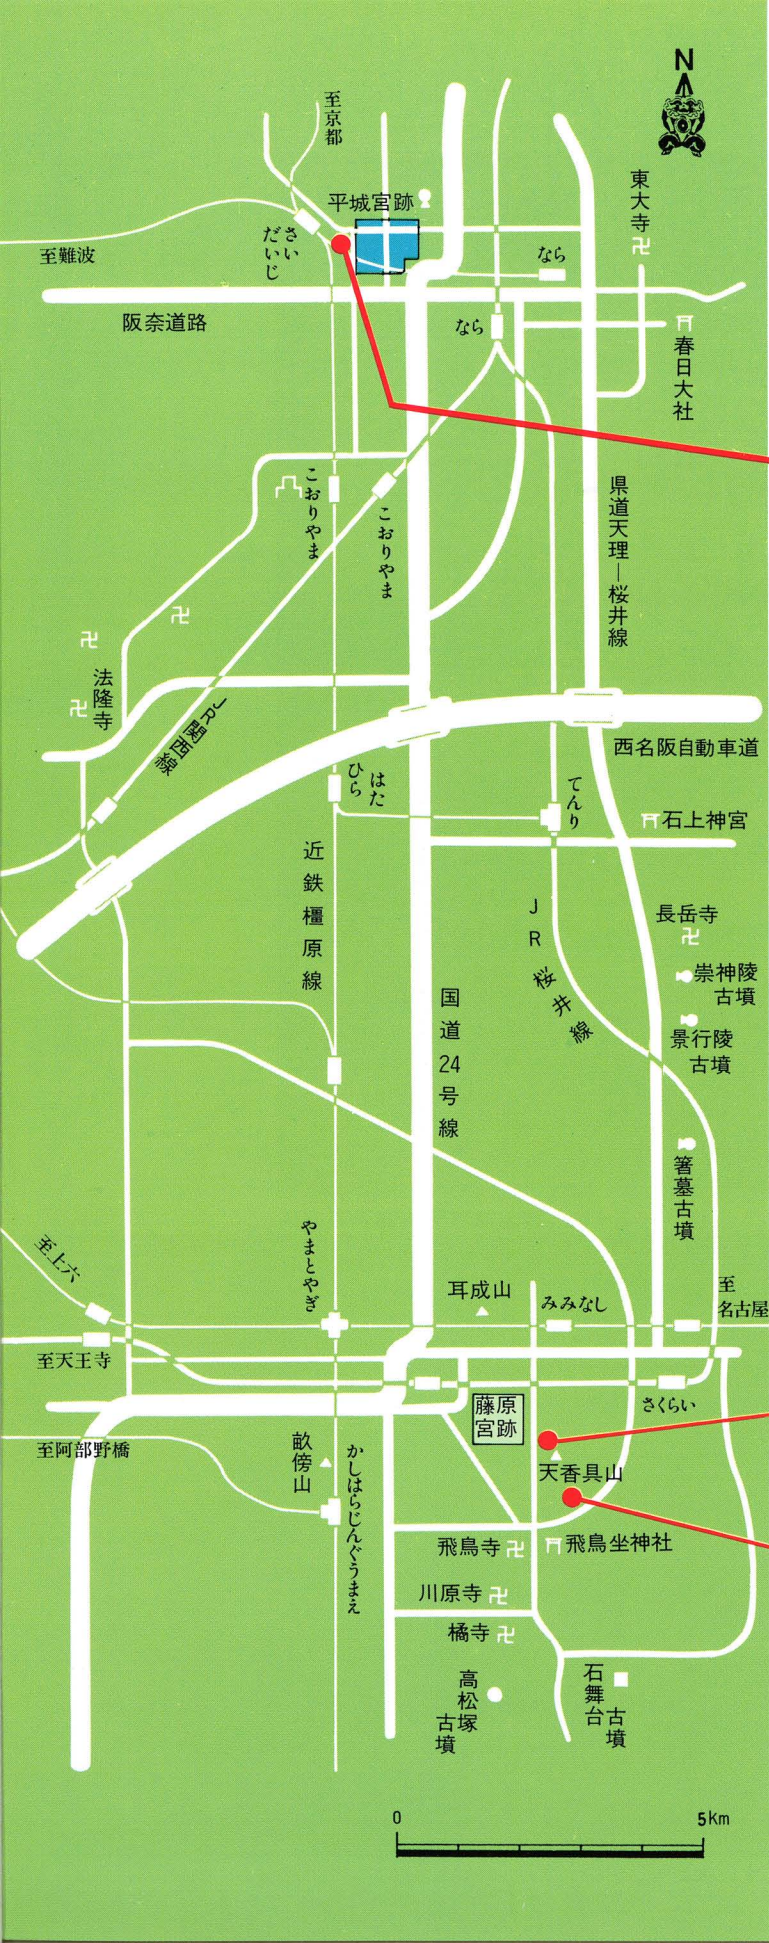 N
至京都
東大寺
平城宮跡
さい
だいじ
至難波
なら
阪奈道路
なら
春日大社
こおりやま
こおりやま
県道天理—桜井線
法隆寺
JR関西線
西名阪自動車道
はた
ひら
てんり
石上神宮
近鉄橿原線
JR桜井線
長岳寺
崇神陵
古墳
国道24号線
景行陵
古墳
箸墓古墳
やまとやぎ
至上六
耳成山
みみなし
至
名古屋
至天王寺
さくらい
藤原
宮跡
至阿部野橋
畝傍山
かしはらじんぐうまえ
天香具山
飛鳥寺
飛鳥坐神社
川原寺
橘寺
高松塚
古墳
石舞台
古墳
0
5Km